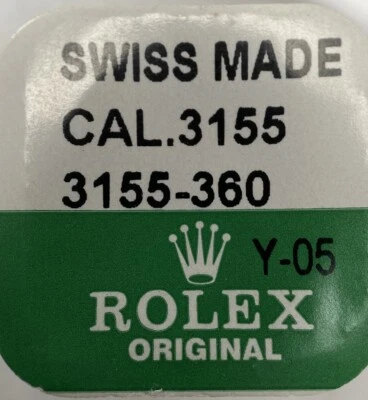 SWISS MADE
CAL.3155
3155-360
Y-05
ROLEX
ORIGINAL